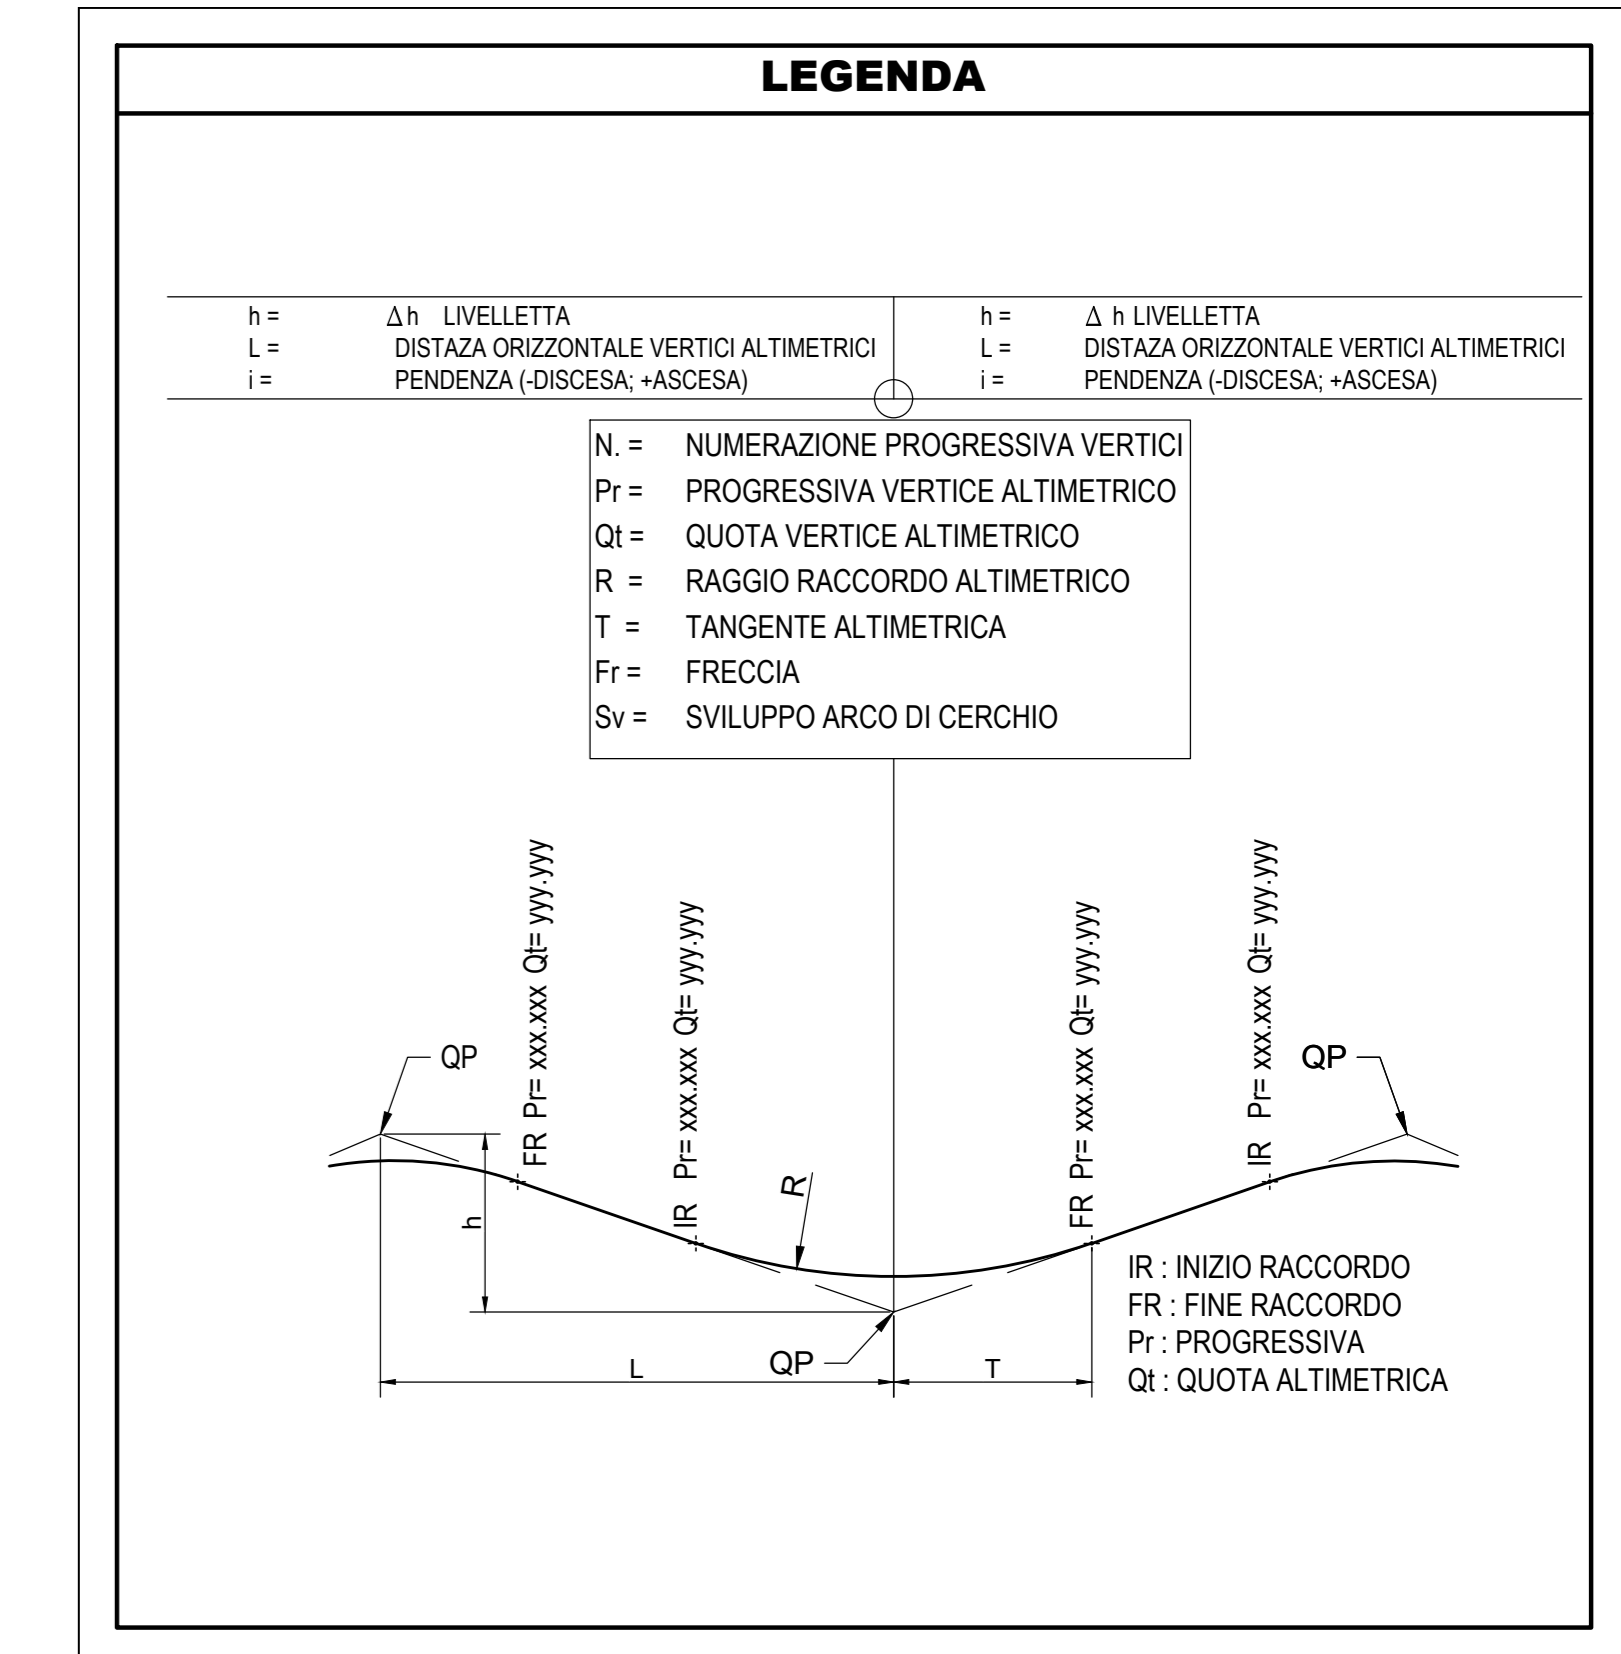 LEGENDA
h = Δh LIVELLETTA
L = DISTAZA ORIZZONTALE VERTICI ALTIMETRICI
i = PENDENZA (-DISCESA; +ASCESA)
h = Δ h LIVELLETTA
L = DISTAZA ORIZZONTALE VERTICI ALTIMETRICI
i = PENDENZA (-DISCESA; +ASCESA)
N. = NUMERAZIONE PROGRESSIVA VERTICI
Pr = PROGRESSIVA VERTICE ALTIMETRICO
Qt = QUOTA VERTICE ALTIMETRICO
R = RAGGIO RACCORDO ALTIMETRICO
T = TANGENTE ALTIMETRICA
Fr = FRECCIA
Sv = SVILUPPO ARCO DI CERCHIO
QP
FR Pr= xxx.xxx Qt= yyy.yyy
IR Pr= xxx.xxx Qt= yyy.yyy
FR Pr= xxx.xxx Qt= yyy.yyy
IR Pr= xxx.xxx Qt= yyy.yyy
QP
h
R
QP
L
T
IR : INIZIO RACCORDO
FR : FINE RACCORDO
Pr : PROGRESSIVA
Qt : QUOTA ALTIMETRICA